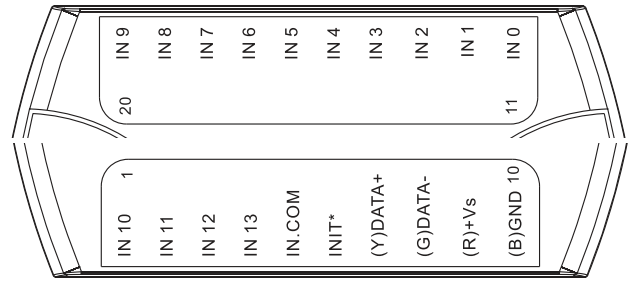 IN 9
IN 8
IN 7
IN 6
IN 5
IN 4
IN 3
IN 2
IN 1
IN 0
20
11
1
10
IN 10
IN 11
IN 12
IN 13
IN.COM
INIT*
(Y)DATA+
(G)DATA-
(R)+Vs
(B)GND